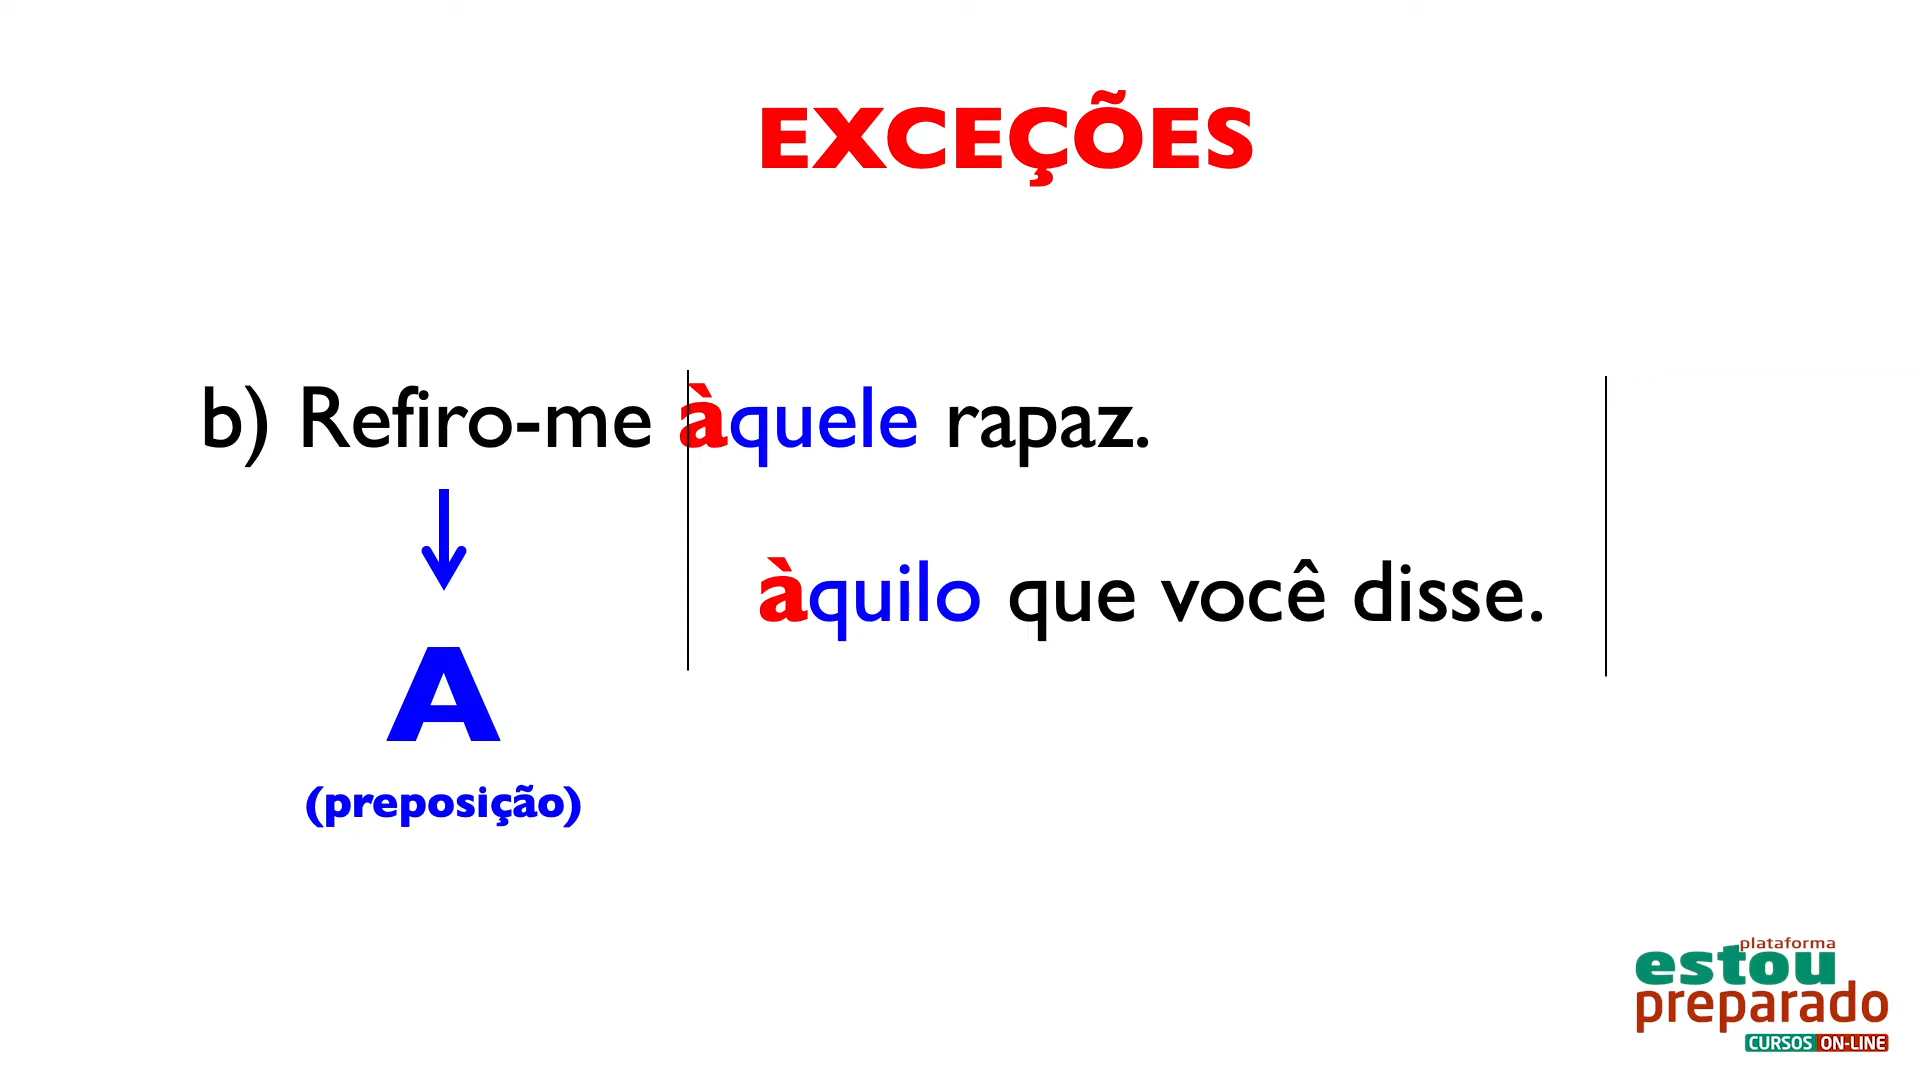 EXCEÇÕES
b) Refiro-me àquele rapaz.
àquilo que você disse.
A
(preposição)
plataforma
estou
preparado
CURSOS ON-LINE